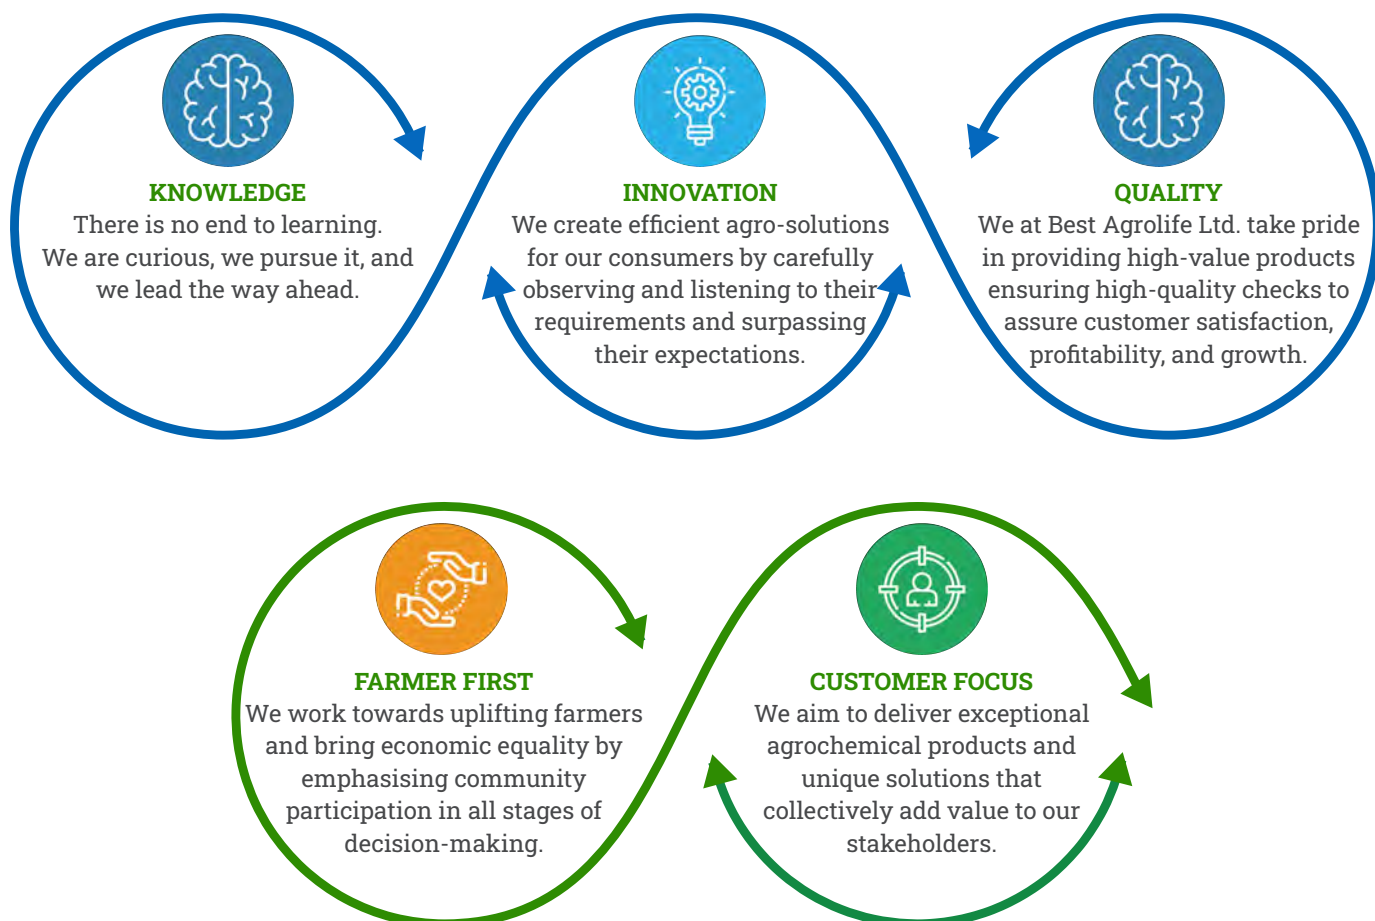 KNOWLEDGE
There is no end to learning.
We are curious, we pursue it, and
we lead the way ahead.
INNOVATION
We create efficient agro-solutions
for our consumers by carefully
observing and listening to their
requirements and surpassing
their expectations.
QUALITY
We at Best Agrolife Ltd. take pride
in providing high-value products
ensuring high-quality checks to
assure customer satisfaction,
profitability, and growth.
FARMER FIRST
We work towards uplifting farmers
and bring economic equality by
emphasising community
participation in all stages of
decision-making.
CUSTOMER FOCUS
We aim to deliver exceptional
agrochemical products and
unique solutions that
collectively add value to our
stakeholders.